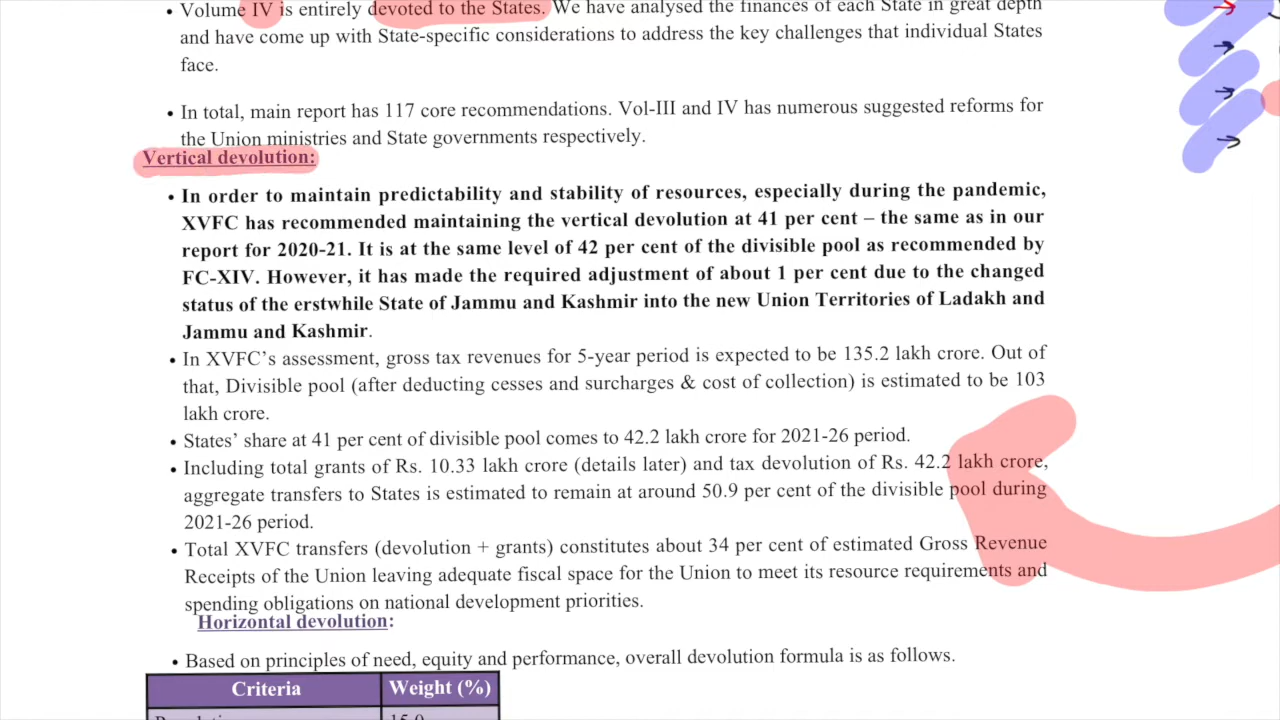 • Volume IV is entirely devoted to the States. We have analysed the finances of each State in great depth
and have come up with State-specific considerations to address the key challenges that individual States
face.
• In total, main report has 117 core recommendations. Vol-III and IV has numerous suggested reforms for
the Union ministries and State governments respectively.
Vertical devolution:
• In order to maintain predictability and stability of resources, especially during the pandemic,
XVFC has recommended maintaining the vertical devolution at 41 per cent – the same as in our
report for 2020-21. It is at the same level of 42 per cent of the divisible pool as recommended by
FC-XIV. However, it has made the required adjustment of about 1 per cent due to the changed
status of the erstwhile State of Jammu and Kashmir into the new Union Territories of Ladakh and
Jammu and Kashmir.
• In XVFC's assessment, gross tax revenues for 5-year period is expected to be 135.2 lakh crore. Out of
that, Divisible pool (after deducting cesses and surcharges & cost of collection) is estimated to be 103
lakh crore.
• States' share at 41 per cent of divisible pool comes to 42.2 lakh crore for 2021-26 period.
• Including total grants of Rs. 10.33 lakh crore (details later) and tax devolution of Rs. 42.2 lakh crore,
aggregate transfers to States is estimated to remain at around 50.9 per cent of the divisible pool during
2021-26 period.
• Total XVFC transfers (devolution + grants) constitutes about 34 per cent of estimated Gross Revenue
Receipts of the Union leaving adequate fiscal space for the Union to meet its resource requirements and
spending obligations on national development priorities.
Horizontal devolution:
• Based on principles of need, equity and performance, overall devolution formula is as follows.
Criteria Weight (%)